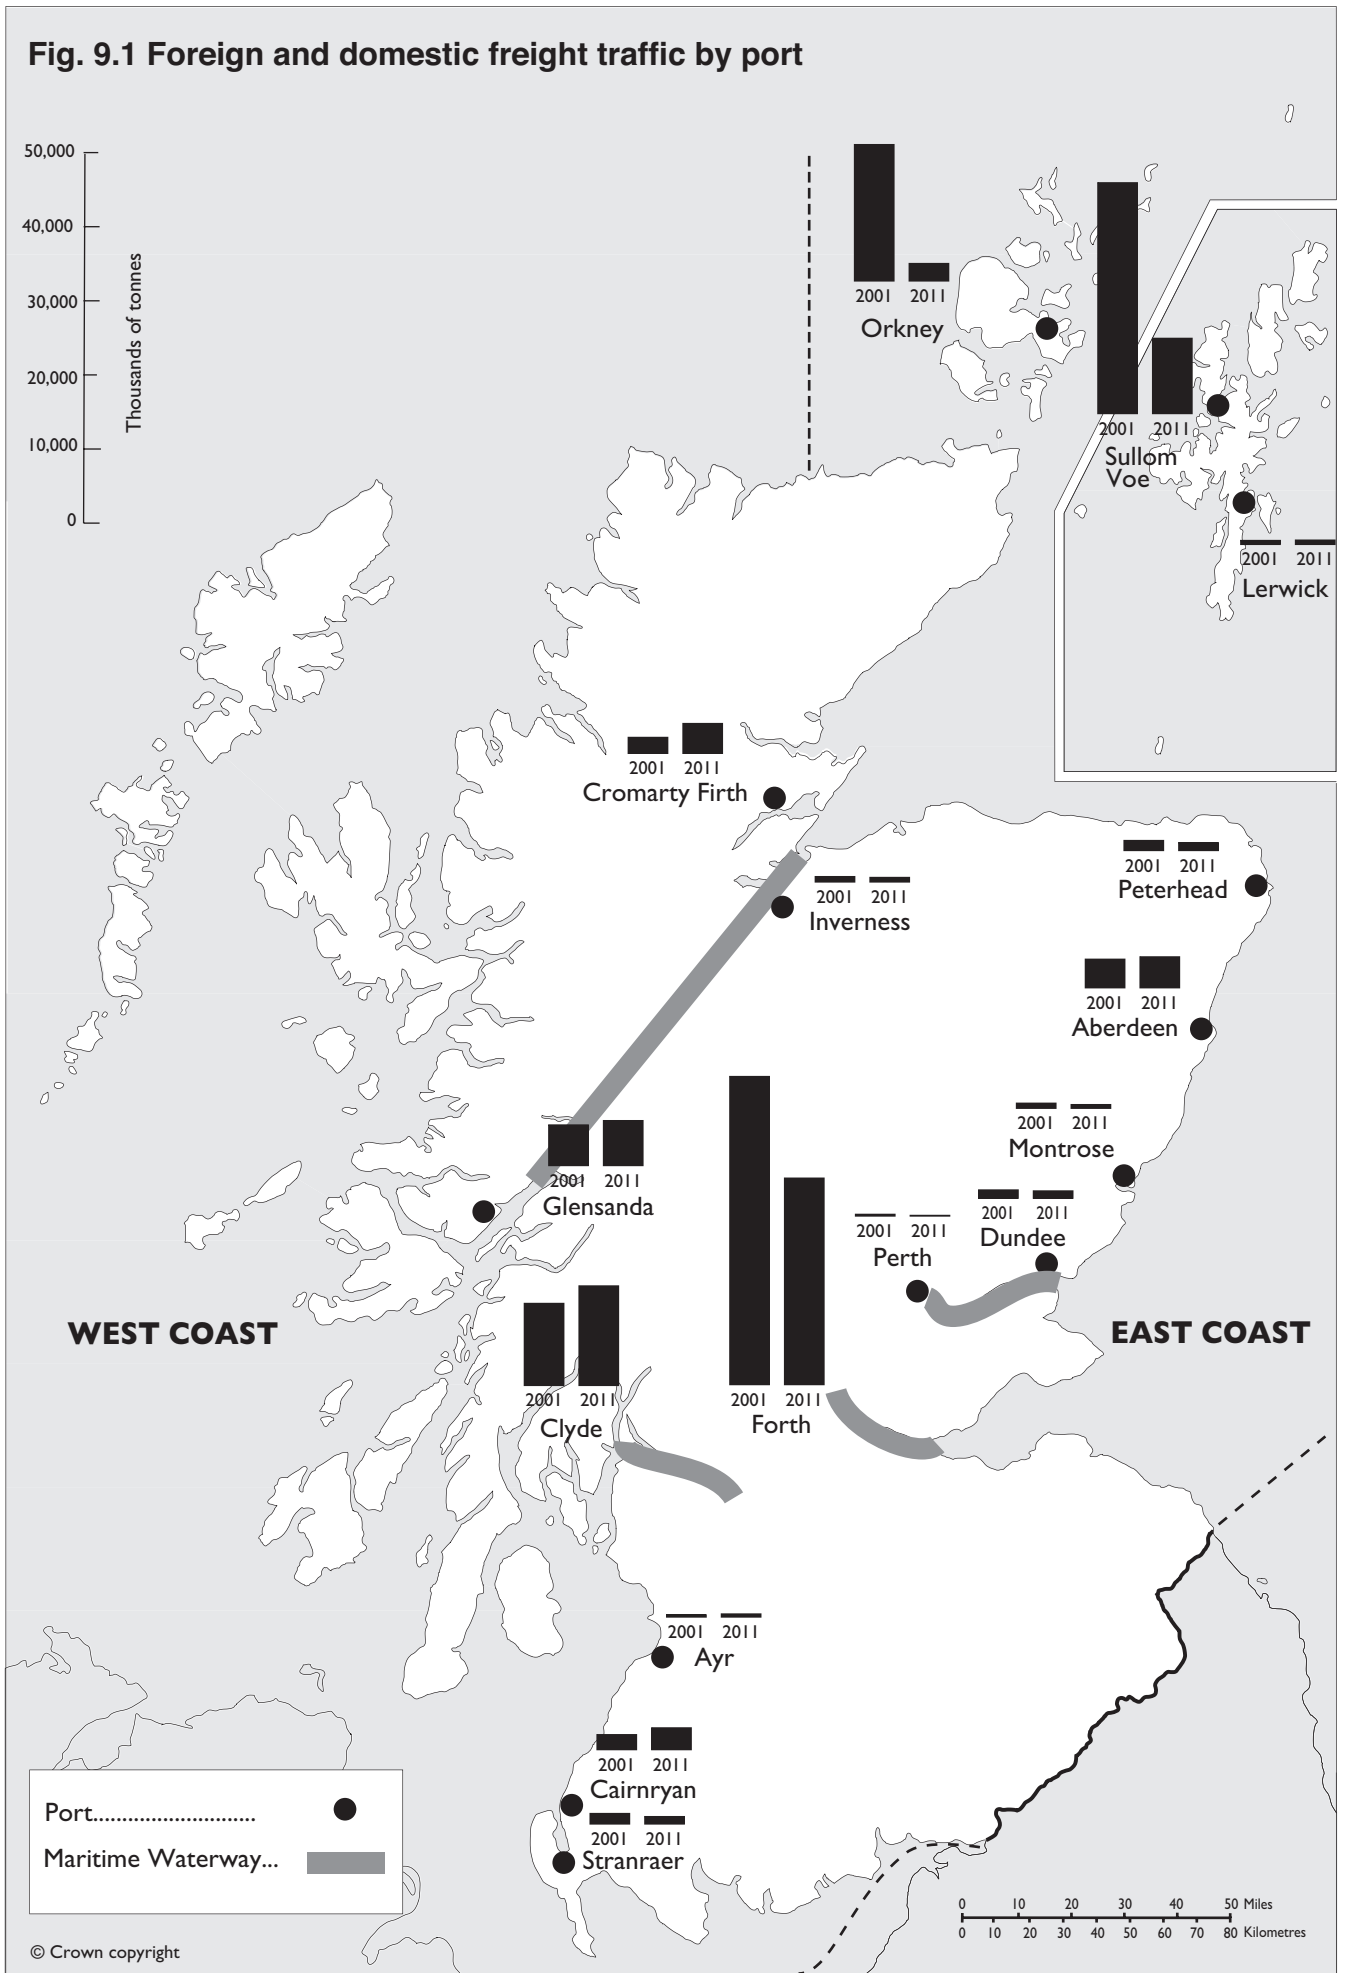 Fig. 9.1 Foreign and domestic freight traffic by port
50,000
40,000
30,000
20,000
10,000
0
Thousands of tonnes
2001 2011
Orkney
2001 2011
Sullom
Voe
2001 2011
Lerwick
2001 2011
Cromarty Firth
2001 2011
Peterhead
2001 2011
Inverness
2001 2011
Aberdeen
2001 2011
Montrose
2001 2011
Glensanda
2001 2011
Dundee
2001 2011
Perth
WEST COAST
EAST COAST
2001 2011
Clyde
2001 2011
Forth
2001 2011
Ayr
2001 2011
Cairnryan
2001 2011
Stranraer
Port...........................
Maritime Waterway...
0 10 20 30 40 50 Miles
0 10 20 30 40 50 60 70 80 Kilometres
© Crown copyright